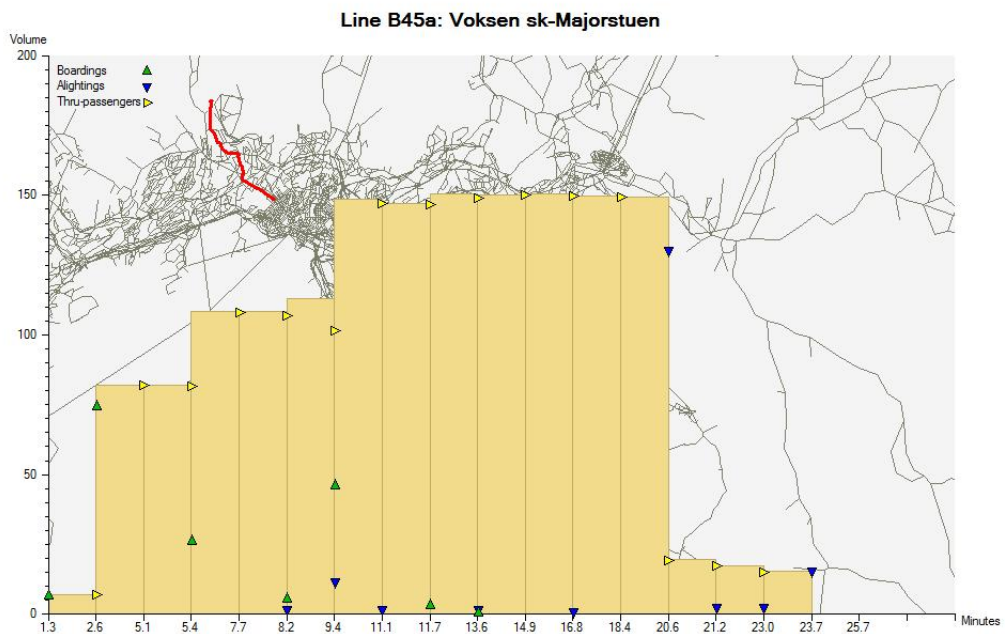 Line B45a: Voksen sk-Majorstuen
Volume
200
Boardings
Alightings
Thru-passengers
150
100
50
0
1.3 2.6 5.1 5.4 7.7 8.2 9.4 11.1 11.7 13.6 14.9 16.8 18.4 20.6 21.2 23.0 23.7 25.7 Minutes